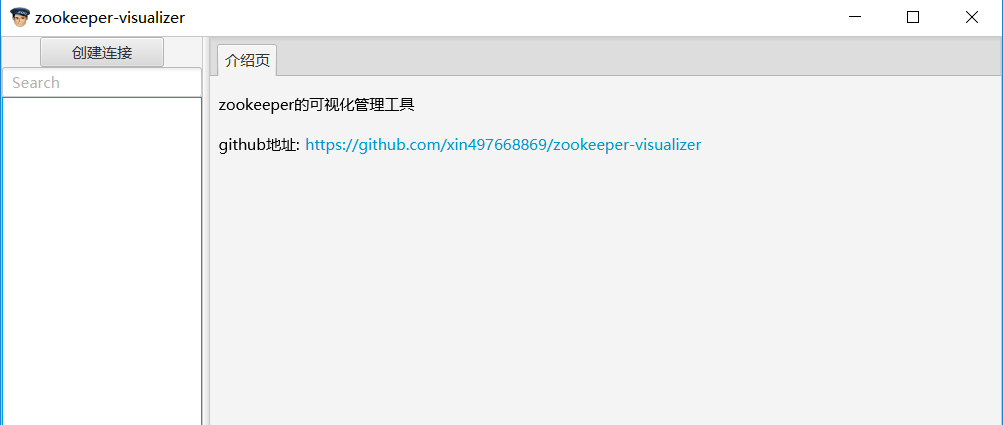 zookeeper-visualizer
创建连接
Search
介绍页
zookeeper的可视化管理工具
github地址: https://github.com/xin497668869/zookeeper-visualizer